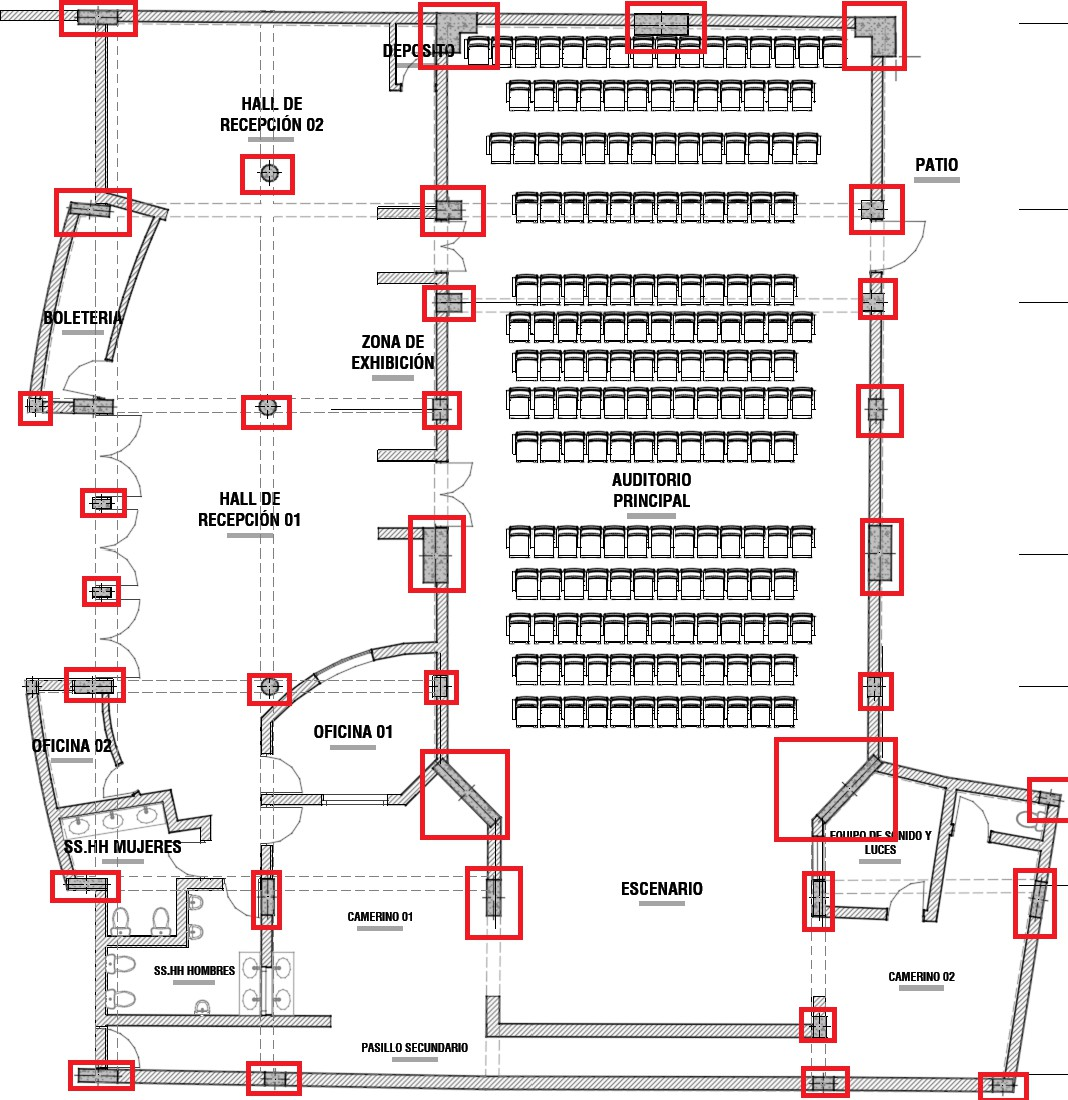 DEPOSITO
HALL DE
RECEPCIÓN 02
PATIO
BOLETERIA
ZONA DE
EXHIBICIÓN
AUDITORIO
PRINCIPAL
HALL DE
RECEPCIÓN 01
OFICINA 01
OFICINA 02
SS.HH MUJERES
EQUIPO DE SONIDO Y
LUCES
ESCENARIO
CAMERINO 01
SS.HH HOMBRES
CAMERINO 02
PASILLO SECUNDARIO